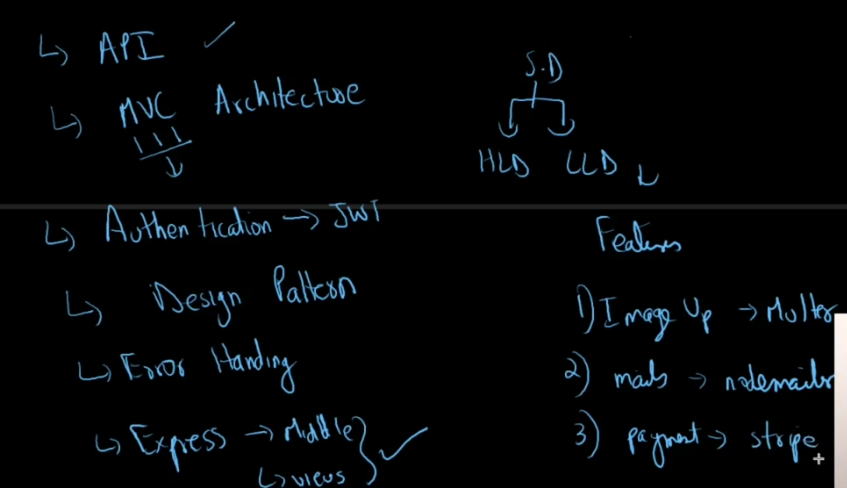 API
MVC Architecture
Authentication → JWT
Design Pattern
Error Handing
Express → Middle
views
S.D
HLD LLD
Features
1) Image Up → Multer
2) mails → nodemailer
3) payment → stripe